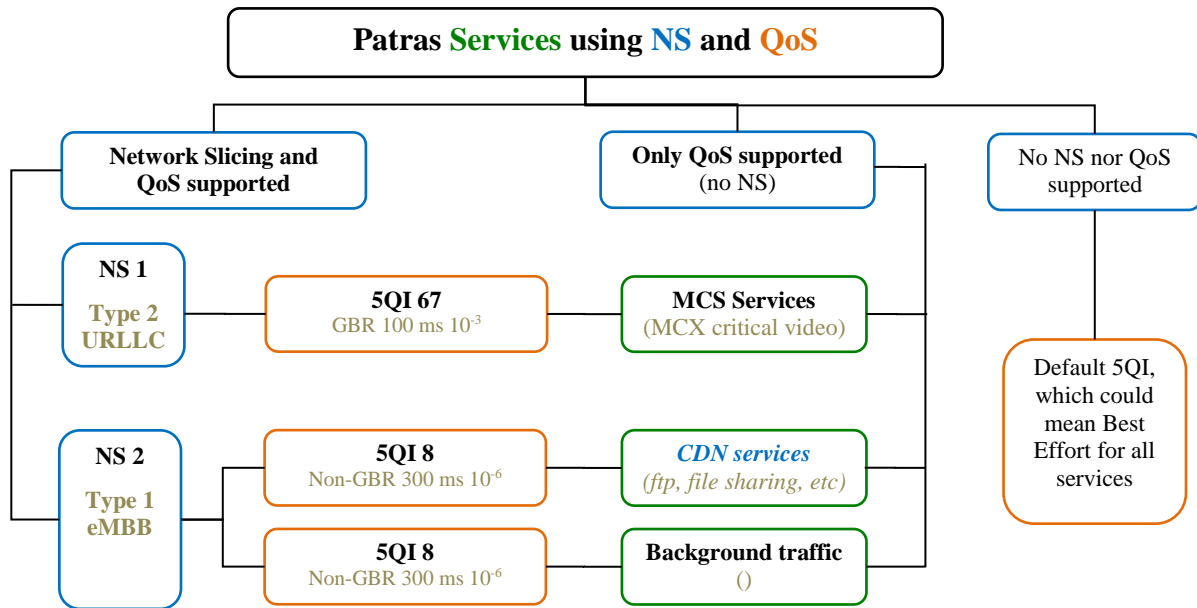 Patras Services using NS and QoS
Network Slicing and
QoS supported
Only QoS supported
(no NS)
No NS nor QoS
supported
NS 1
Type 2
URLLC
5QI 67
GBR 100 ms 10⁻³
MCS Services
(MCX critical video)
Default 5QI,
which could
mean Best
Effort for all
services
NS 2
Type 1
eMBB
5QI 8
Non-GBR 300 ms 10⁻⁶
CDN services
(ftp, file sharing, etc)
5QI 8
Non-GBR 300 ms 10⁻⁶
Background traffic
()